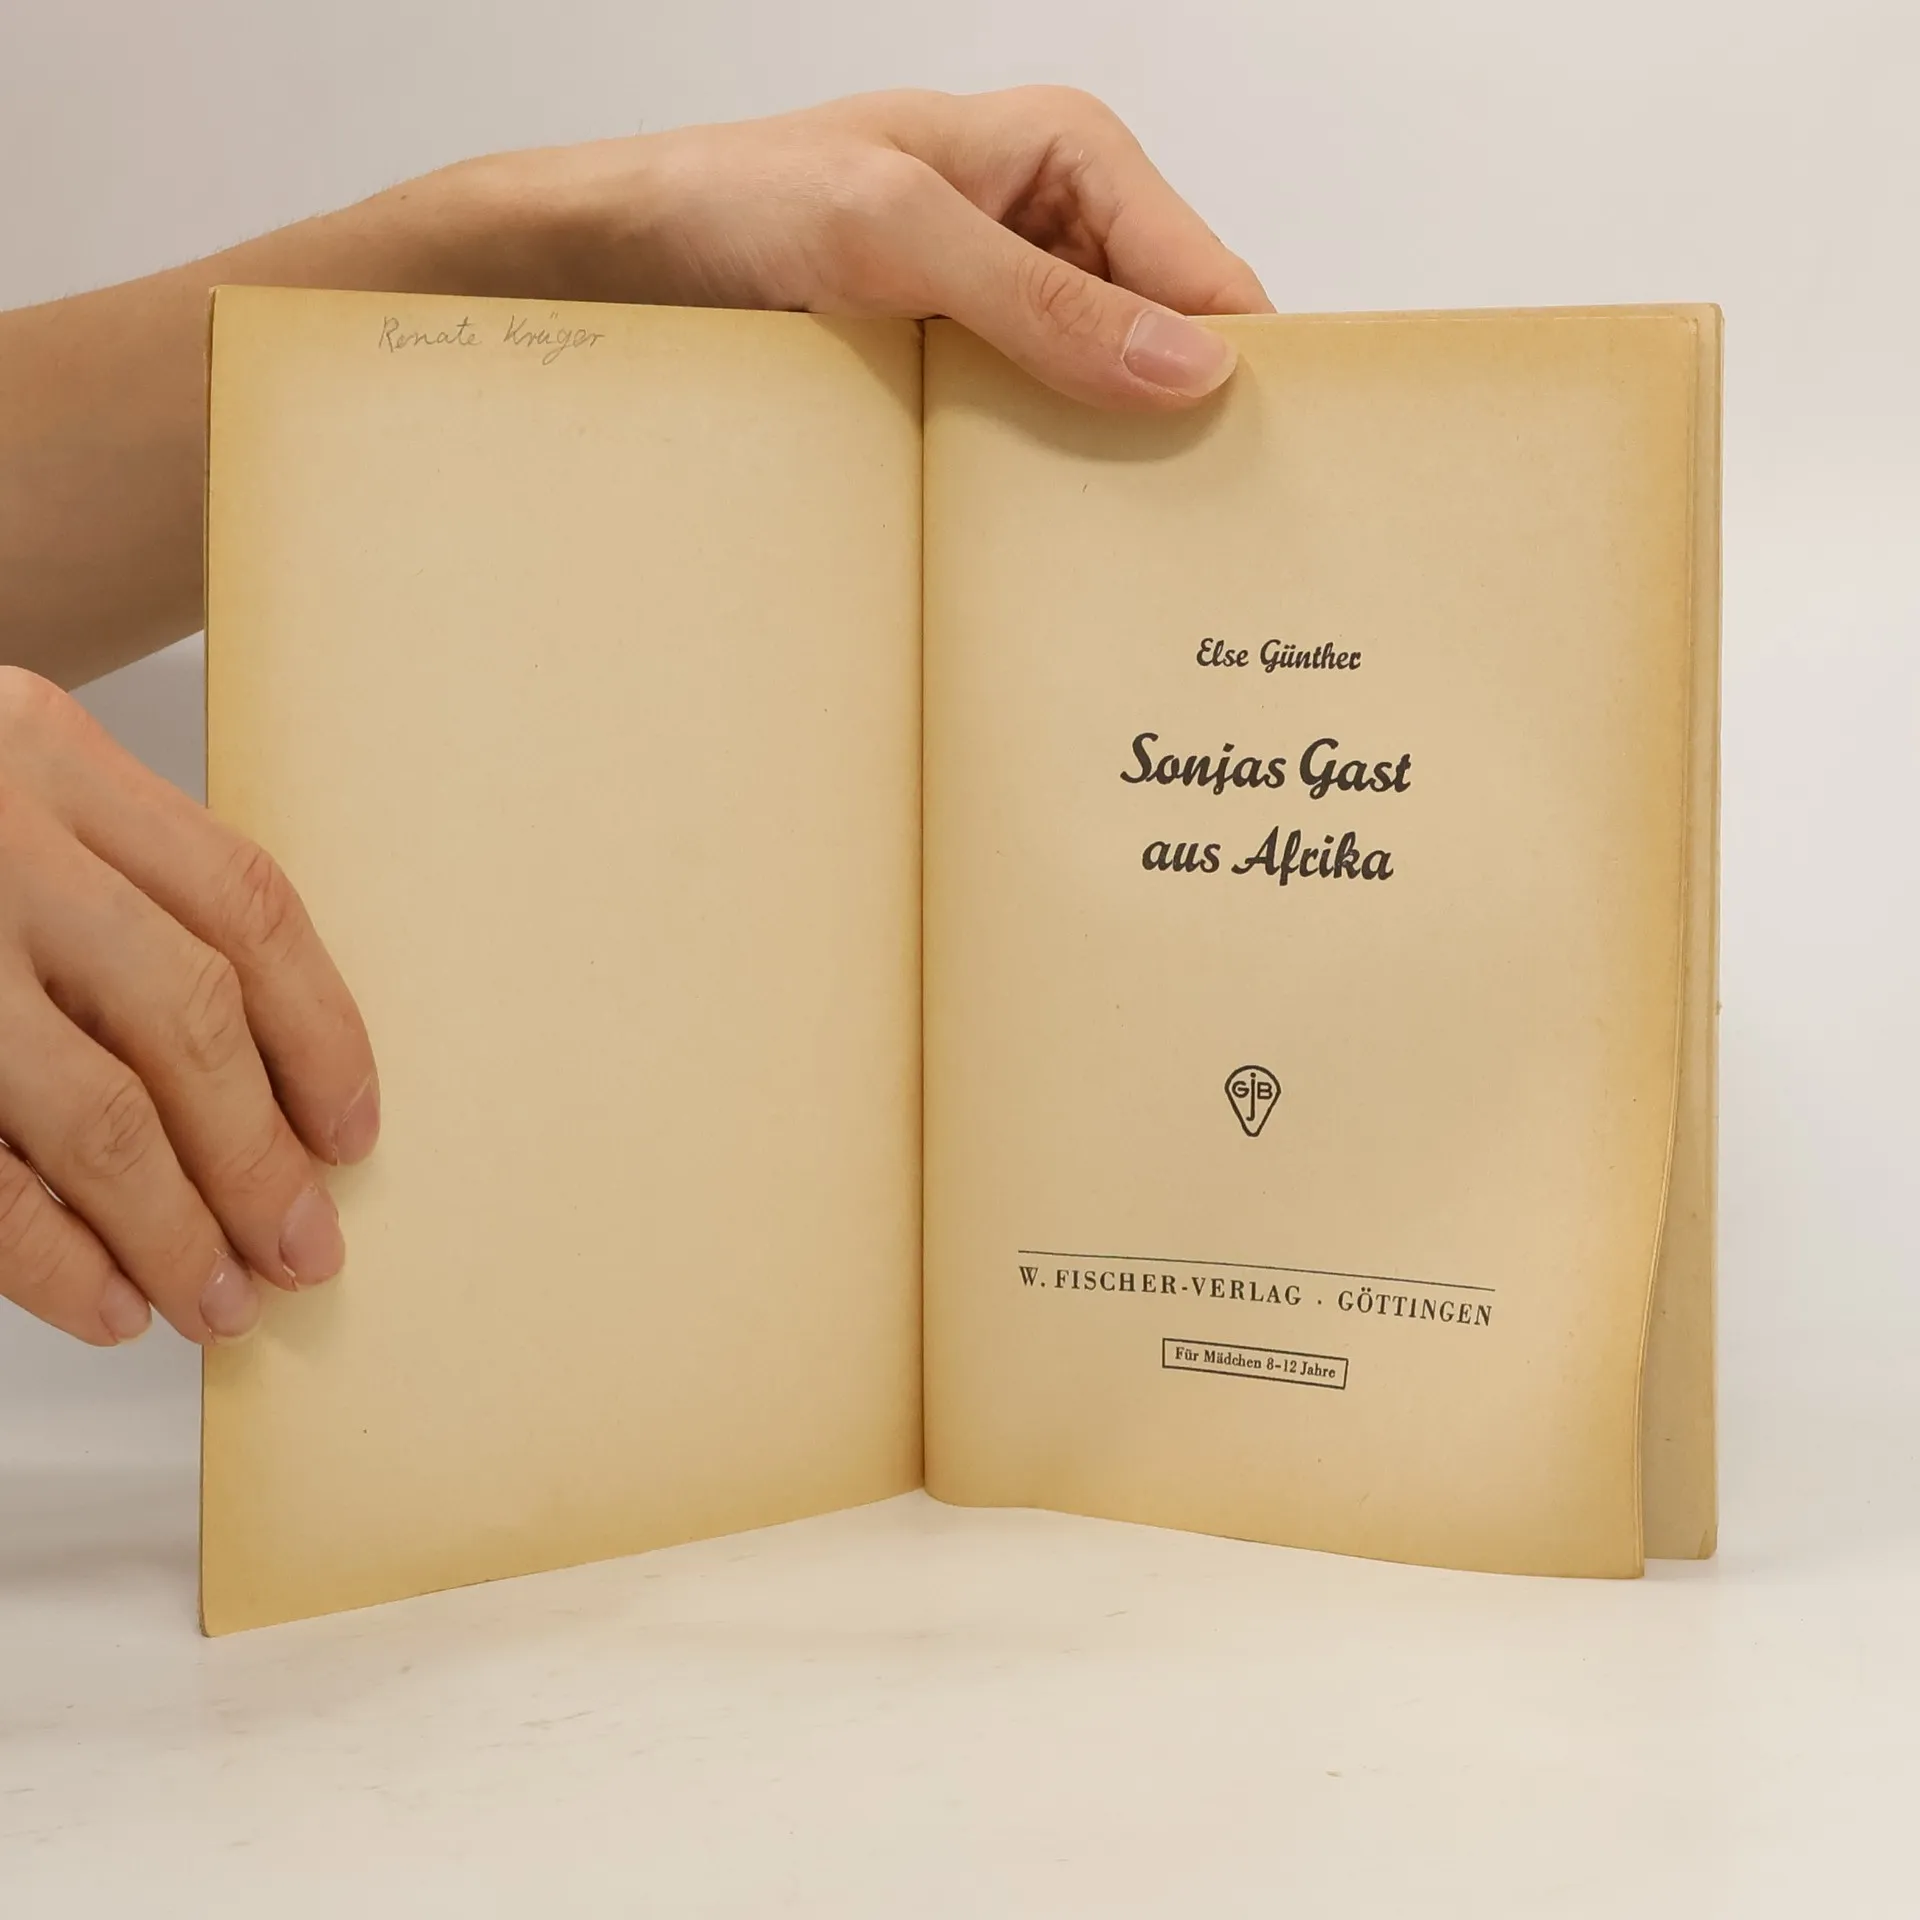 Renate Krüger
Else Günther
Sonjas Gast
aus Afrika
GjB
W. FISCHER-VERLAG . GÖTTINGEN
Für Mädchen 8-12 Jahre